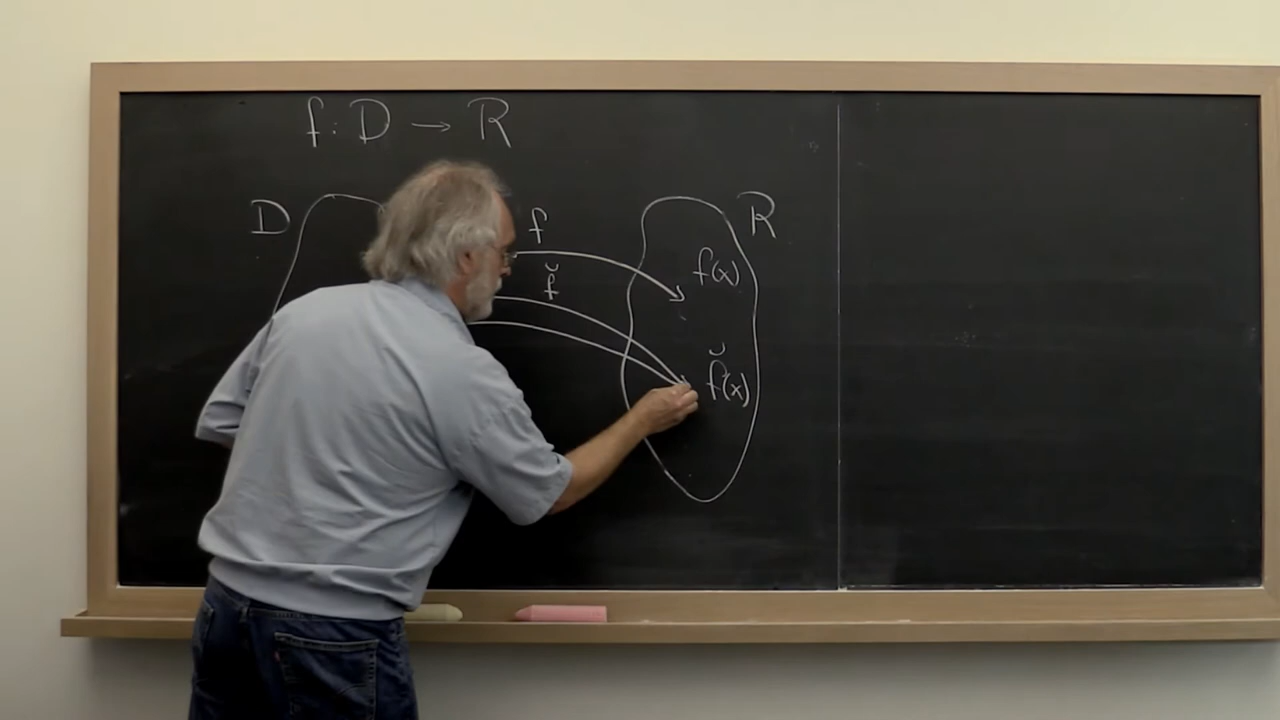 f : D → R
D
f
R
f(x)
f̆
f̆(x)